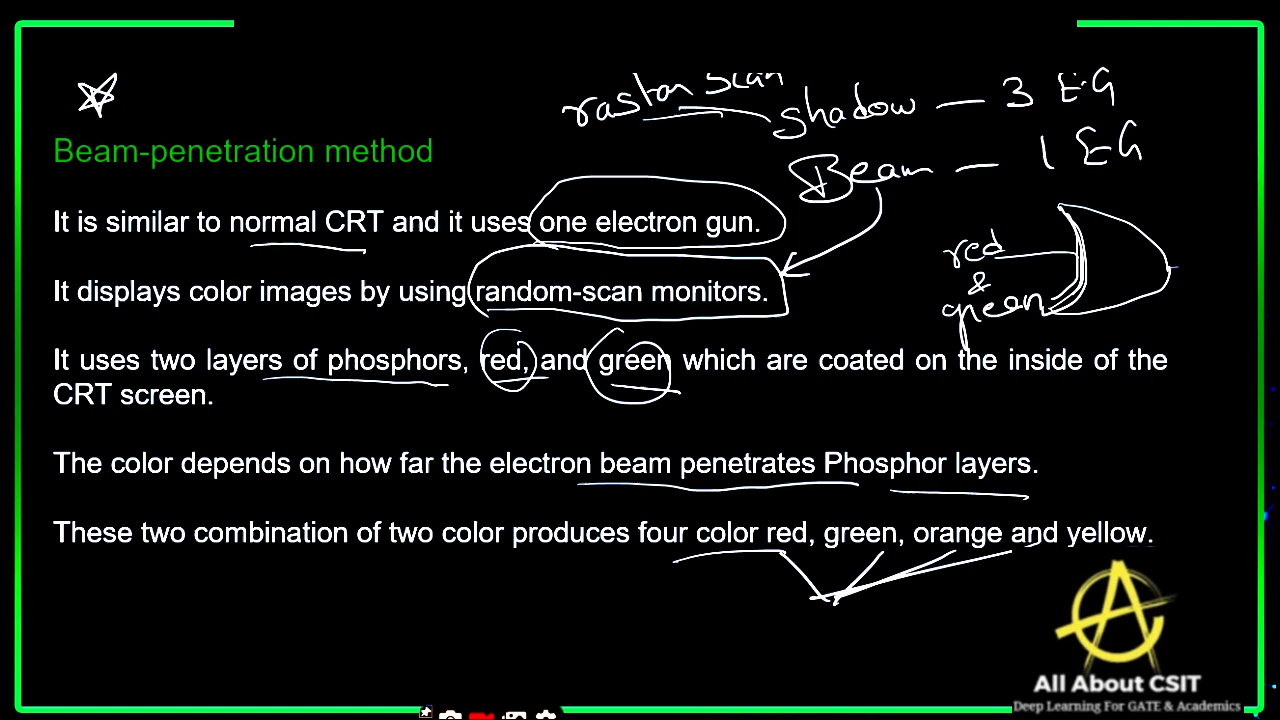 raston scan
shadow — 3 EG
Beam — 1 EG
Beam-penetration method
It is similar to normal CRT and it uses one electron gun.
red
&
green
It displays color images by using random-scan monitors.
It uses two layers of phosphors, red, and green which are coated on the inside of the
CRT screen.
The color depends on how far the electron beam penetrates Phosphor layers.
These two combination of two color produces four color red, green, orange and yellow.
All About CSIT
Deep Learning For GATE & Academics